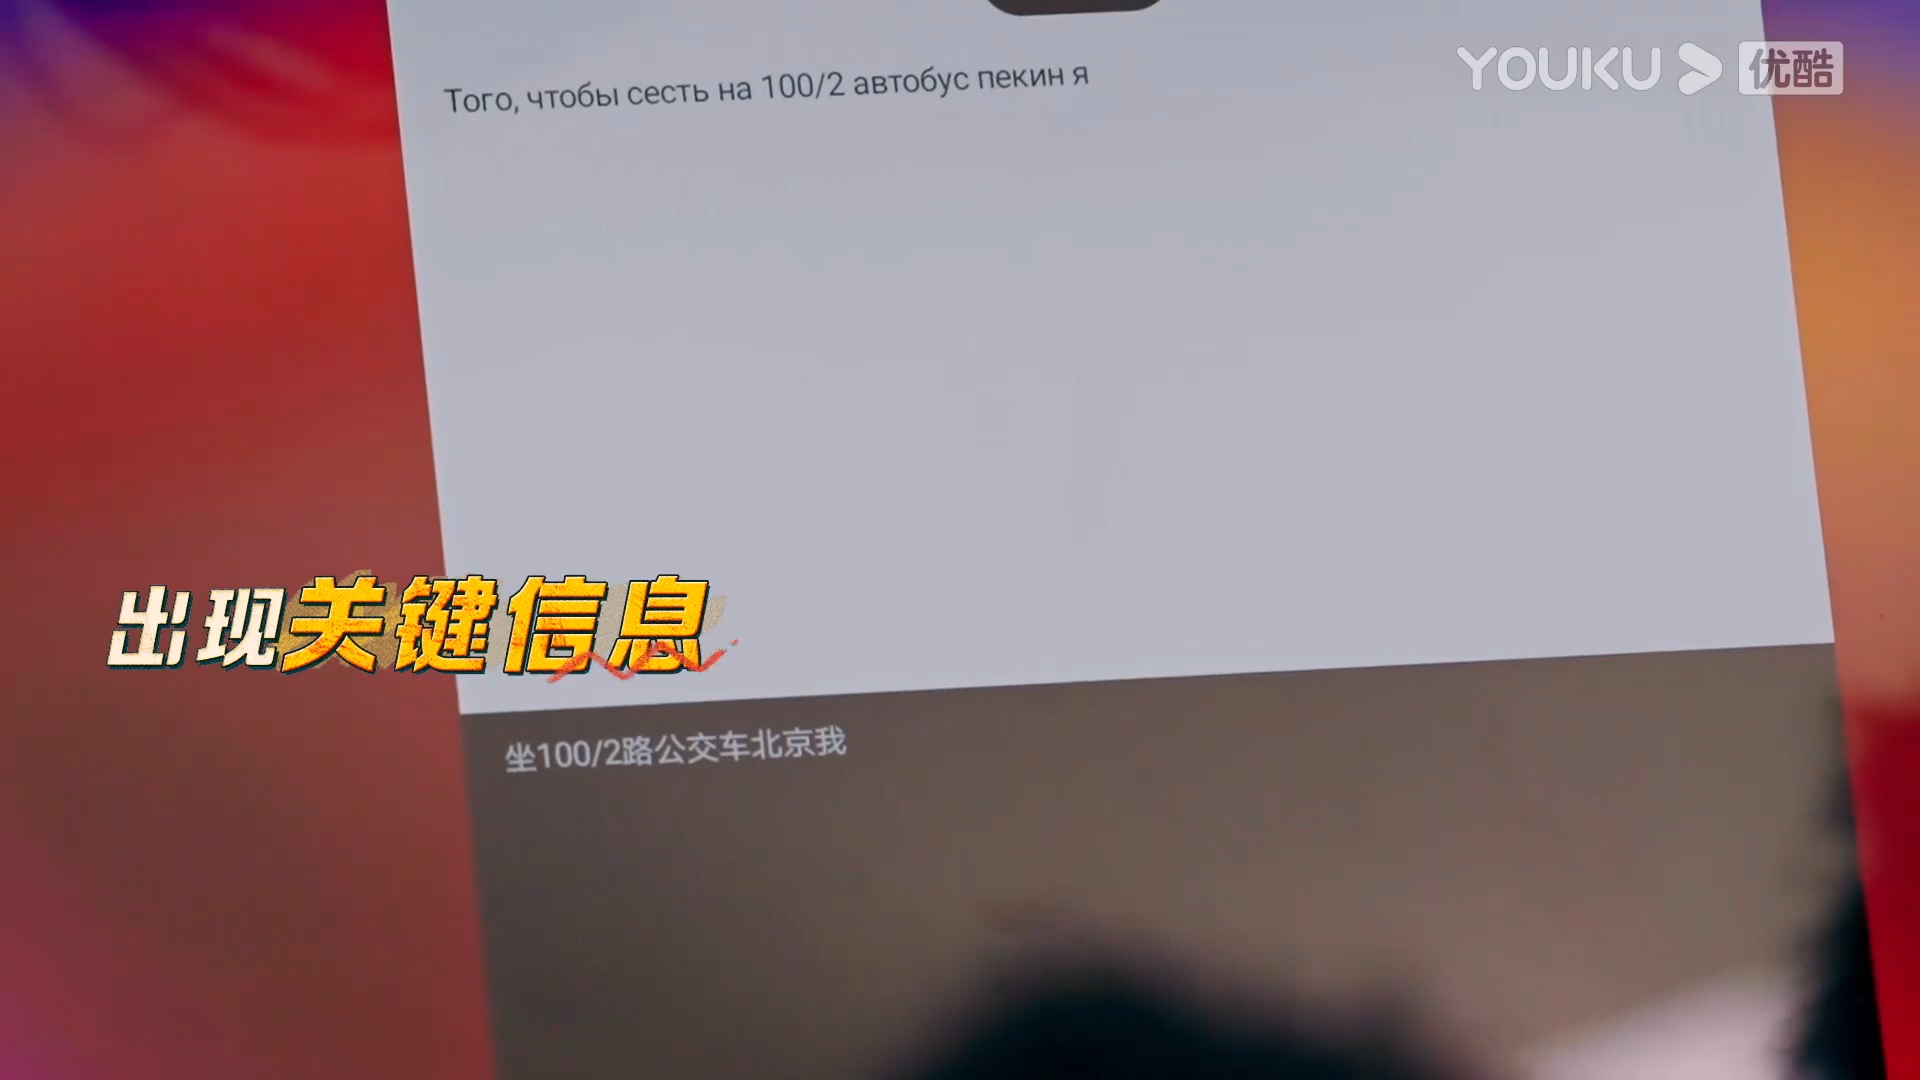 YOUKU 优酷
Того, чтобы сесть на 100/2 автобус пекин я
出现关键信息
坐100/2路公交车北京我